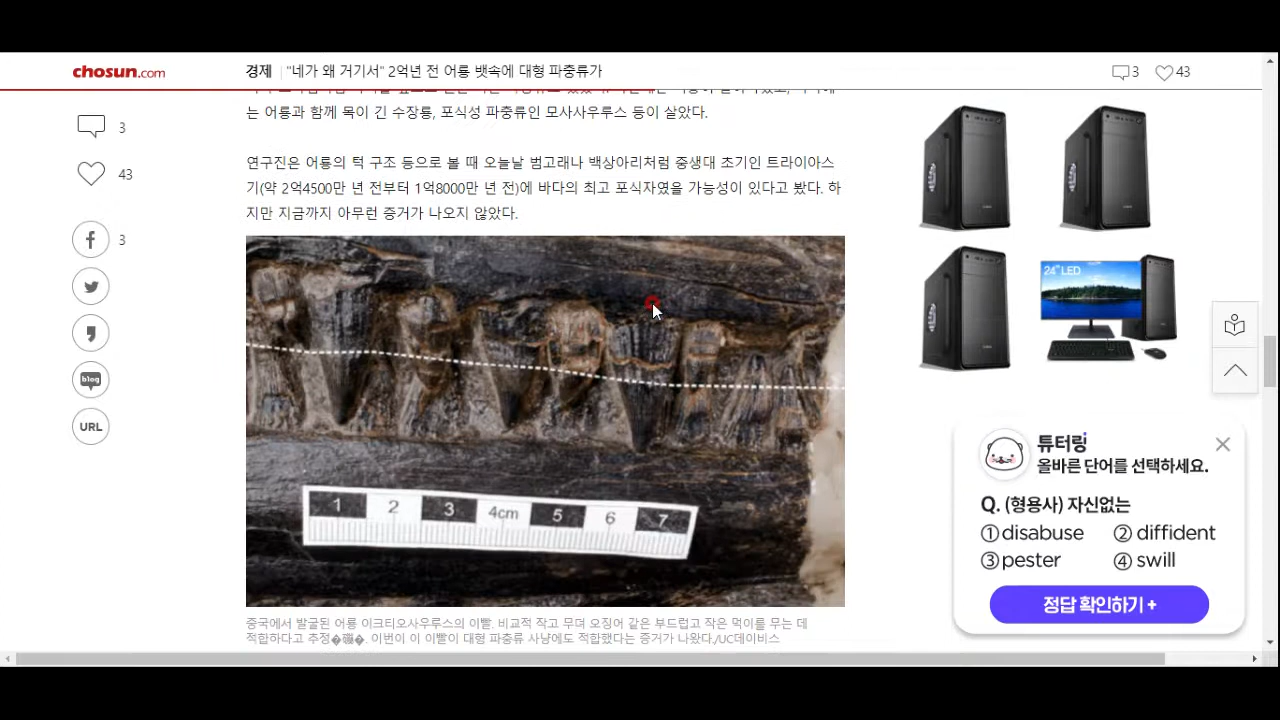 chosun.com
경제 "네가 왜 거기서" 2억년 전 어룡 뱃속에 대형 파충류가
3 43
는 어룡과 함께 목이 긴 수장룡, 포식성 파충류인 모사사우루스 등이 살았다.
3
43
3
blog
URL
연구진은 어룡의 턱 구조 등으로 볼 때 오늘날 범고래나 백상아리처럼 중생대 초기인 트라이아스
기(약 2억4500만 년 전부터 1억8000만 년 전)에 바다의 최고 포식자였을 가능성이 있다고 봤다. 하
지만 지금까지 아무런 증거가 나오지 않았다.
1 2 3 4cm 5 6 7
중국에서 발굴된 어룡 이크티오사우루스의 이빨. 비교적 작고 무뎌 오징어 같은 부드럽고 작은 먹이를 무는 데
적합하다고 추정�瑯�. 이번이 이 이빨이 대형 파충류 사냥에도 적합했다는 증거가 나왔다./UC데이비스
24" LED
튜터링
올바른 단어를 선택하세요.
Q. (형용사) 자신없는
①disabuse ② diffident
③pester ④ swill
정답 확인하기 +